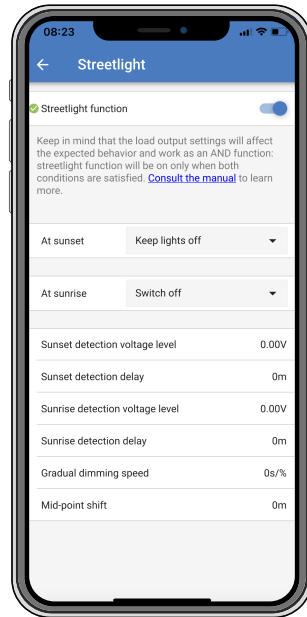 08:23
Streetlight
Streetlight function
Keep in mind that the load output settings will affect
the expected behavior and work as an AND function:
streetlight function will be on only when both
conditions are satisfied. Consult the manual to learn
more.
At sunset Keep lights off
At sunrise Switch off
Sunset detection voltage level 0.00V
Sunset detection delay 0m
Sunrise detection voltage level 0.00V
Sunrise detection delay 0m
Gradual dimming speed 0s/%
Mid-point shift 0m